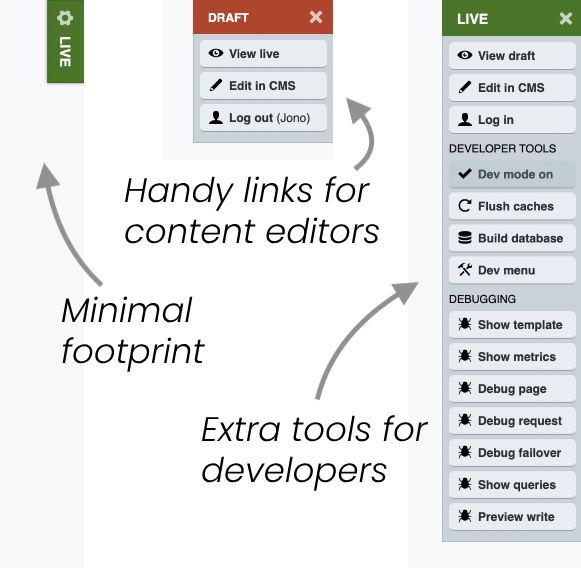 LIVE
DRAFT
View live
Edit in CMS
Log out (Jono)
Handy links for
content editors
Minimal
footprint
Extra tools for
developers
LIVE
View draft
Edit in CMS
Log in
DEVELOPER TOOLS
Dev mode on
Flush caches
Build database
Dev menu
DEBUGGING
Show template
Show metrics
Debug page
Debug request
Debug failover
Show queries
Preview write